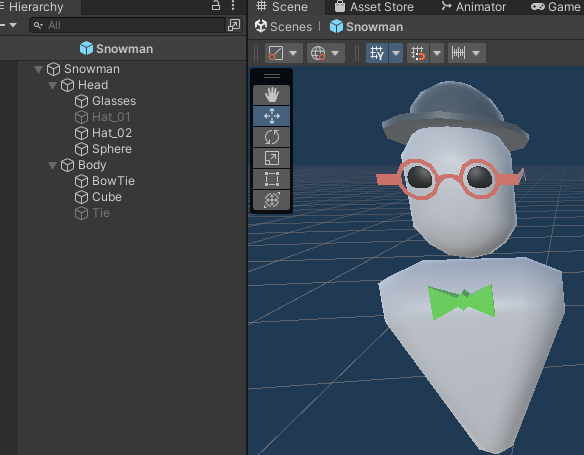 Hierarchy
All
Snowman
Snowman
Head
Glasses
Hat_01
Hat_02
Sphere
Body
BowTie
Cube
Tie
Scene
Asset Store
Animator
Game
Scenes
Snowman